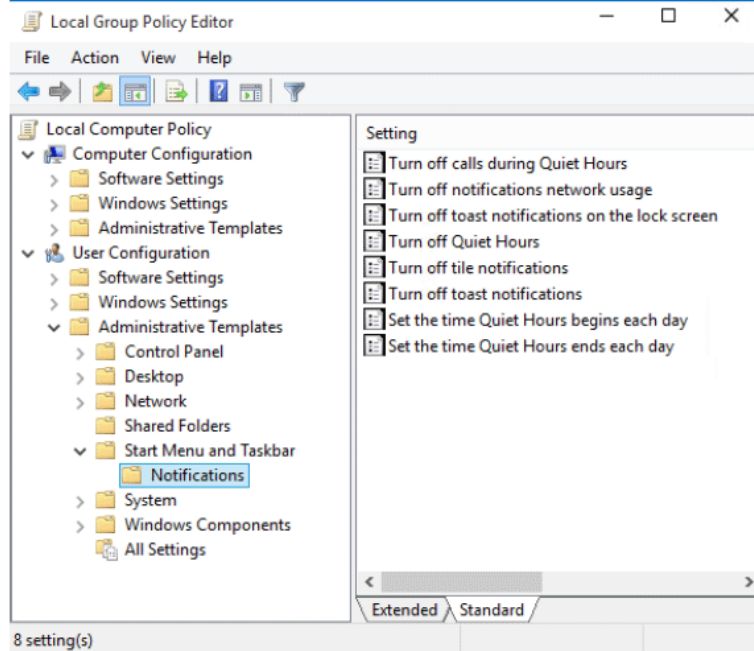 Local Group Policy Editor
File Action View Help
Local Computer Policy
Computer Configuration
Software Settings
Windows Settings
Administrative Templates
User Configuration
Software Settings
Windows Settings
Administrative Templates
Control Panel
Desktop
Network
Shared Folders
Start Menu and Taskbar
Notifications
System
Windows Components
All Settings
Setting
Turn off calls during Quiet Hours
Turn off notifications network usage
Turn off toast notifications on the lock screen
Turn off Quiet Hours
Turn off tile notifications
Turn off toast notifications
Set the time Quiet Hours begins each day
Set the time Quiet Hours ends each day
Extended Standard
8 setting(s)